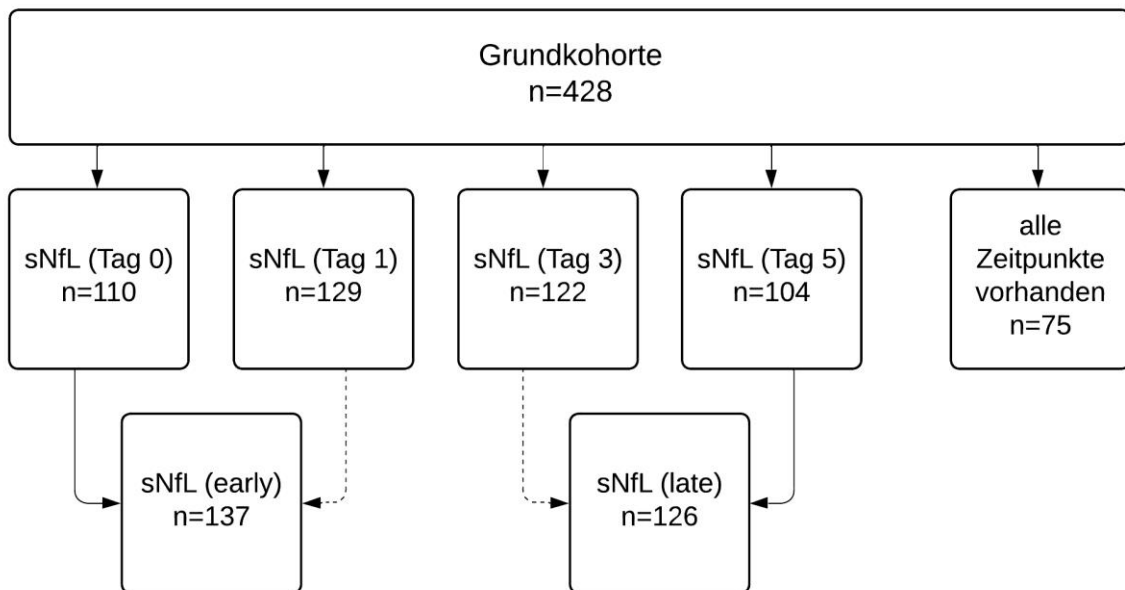 Grundkohorte
n=428
sNfL (Tag 0)
n=110
sNfL (Tag 1)
n=129
sNfL (Tag 3)
n=122
sNfL (Tag 5)
n=104
alle
Zeitpunkte
vorhanden
n=75
sNfL (early)
n=137
sNfL (late)
n=126